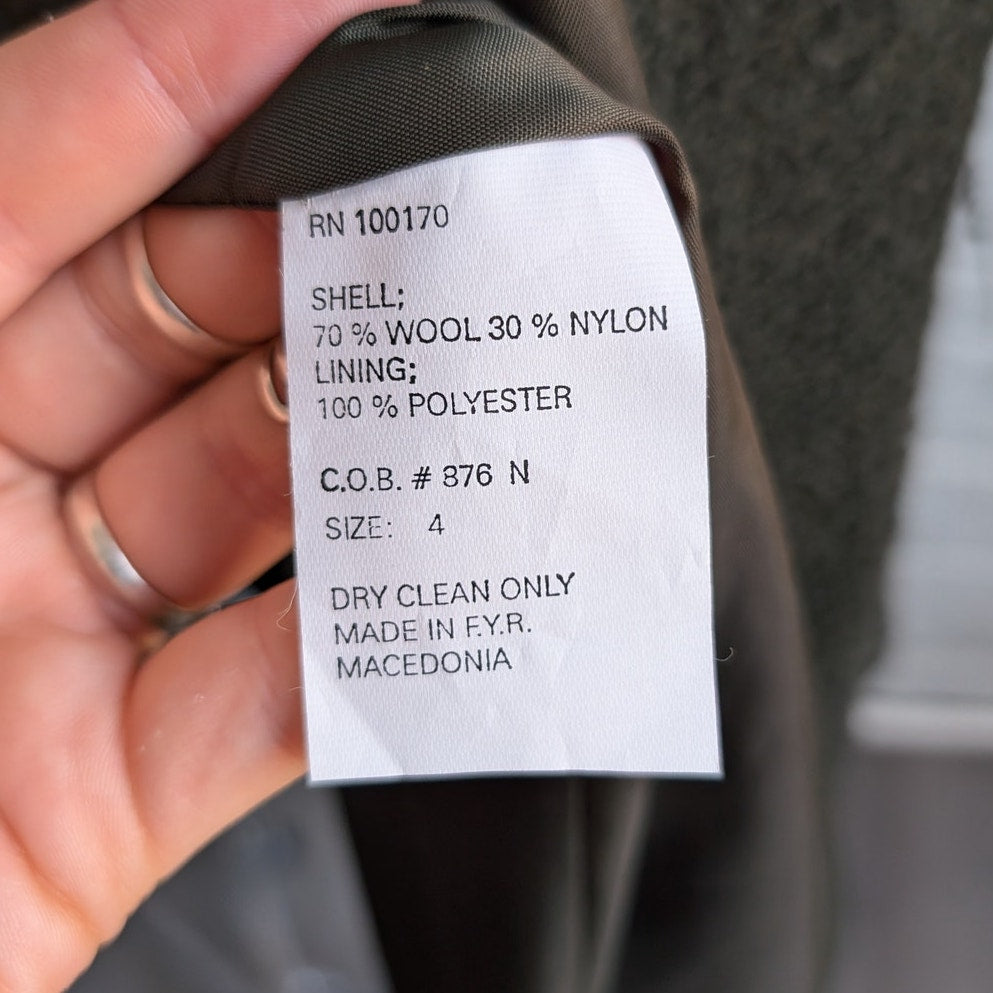 RN 100170
SHELL;
70 % WOOL 30 % NYLON
LINING;
100 % POLYESTER
C.O.B. # 876 N
SIZE: 4
DRY CLEAN ONLY
MADE IN F.Y.R.
MACEDONIA